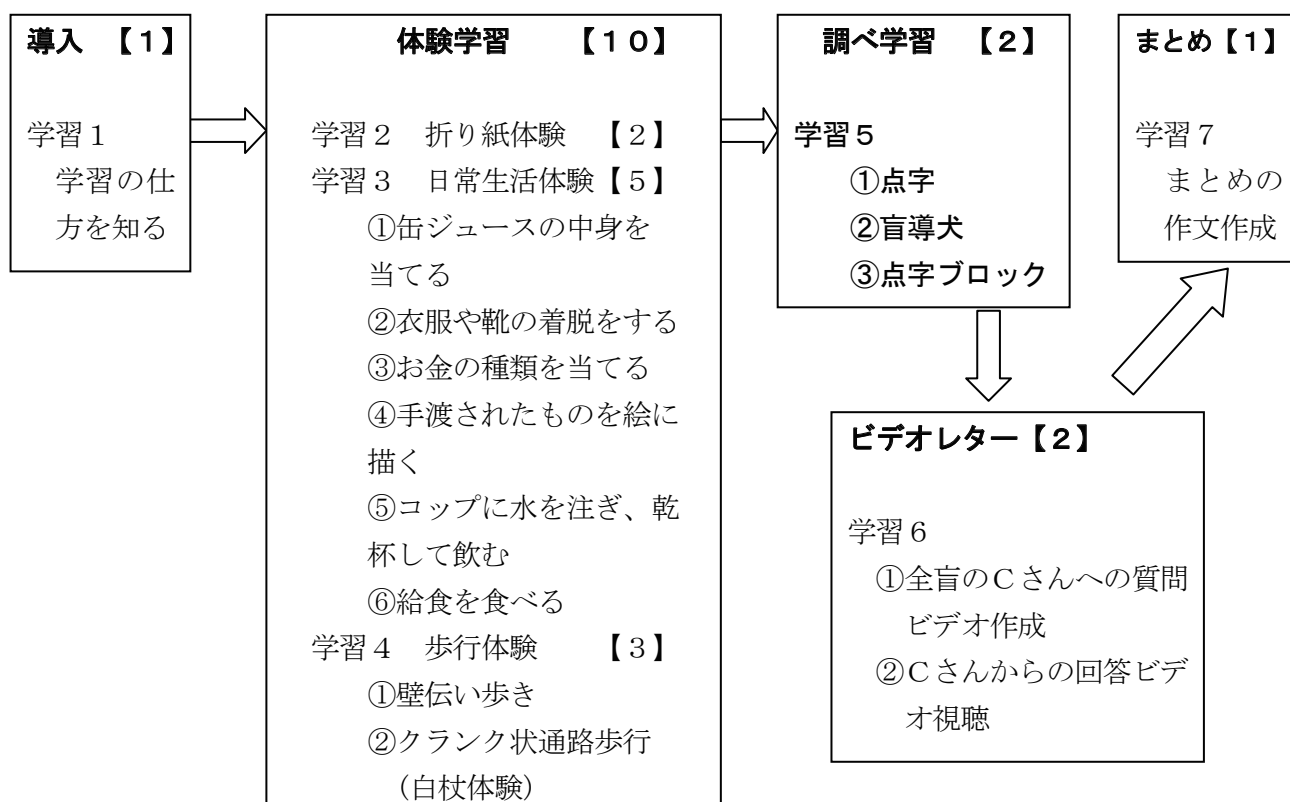 導入　【１】
学習１
学習の仕
方を知る
体験学習　　【１０】
学習２　折り紙体験　【２】
学習３　日常生活体験【５】
①缶ジュースの中身を
当てる
②衣服や靴の着脱をする
③お金の種類を当てる
④手渡されたものを絵に
描く
⑤コップに水を注ぎ、乾
杯して飲む
⑥給食を食べる
学習４　歩行体験　　【３】
①壁伝い歩き
②クランク状通路歩行
（白杖体験）
調べ学習　【２】
学習５
①点字
②盲導犬
③点字ブロック
ビデオレター【２】
学習６
①全盲のＣさんへの質問
ビデオ作成
②Ｃさんからの回答ビデ
オ視聴
まとめ【１】
学習７
まとめの
作文作成